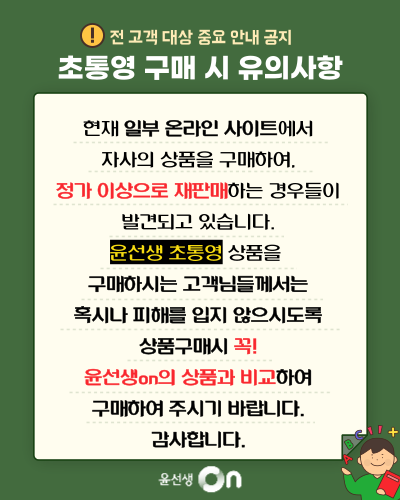 ! 전 고객 대상 중요 안내 공지
초통영 구매 시 유의사항
현재 일부 온라인 사이트에서
자사의 상품을 구매하여,
정가 이상으로 재판매하는 경우들이
발견되고 있습니다.
윤선생 초통영 상품을
구매하시는 고객님들께서는
혹시나 피해를 입지 않으시도록
상품구매시 꼭!
윤선생on의 상품과 비교하여
구매하여 주시기 바랍니다.
감사합니다.
윤선생 On
A B C